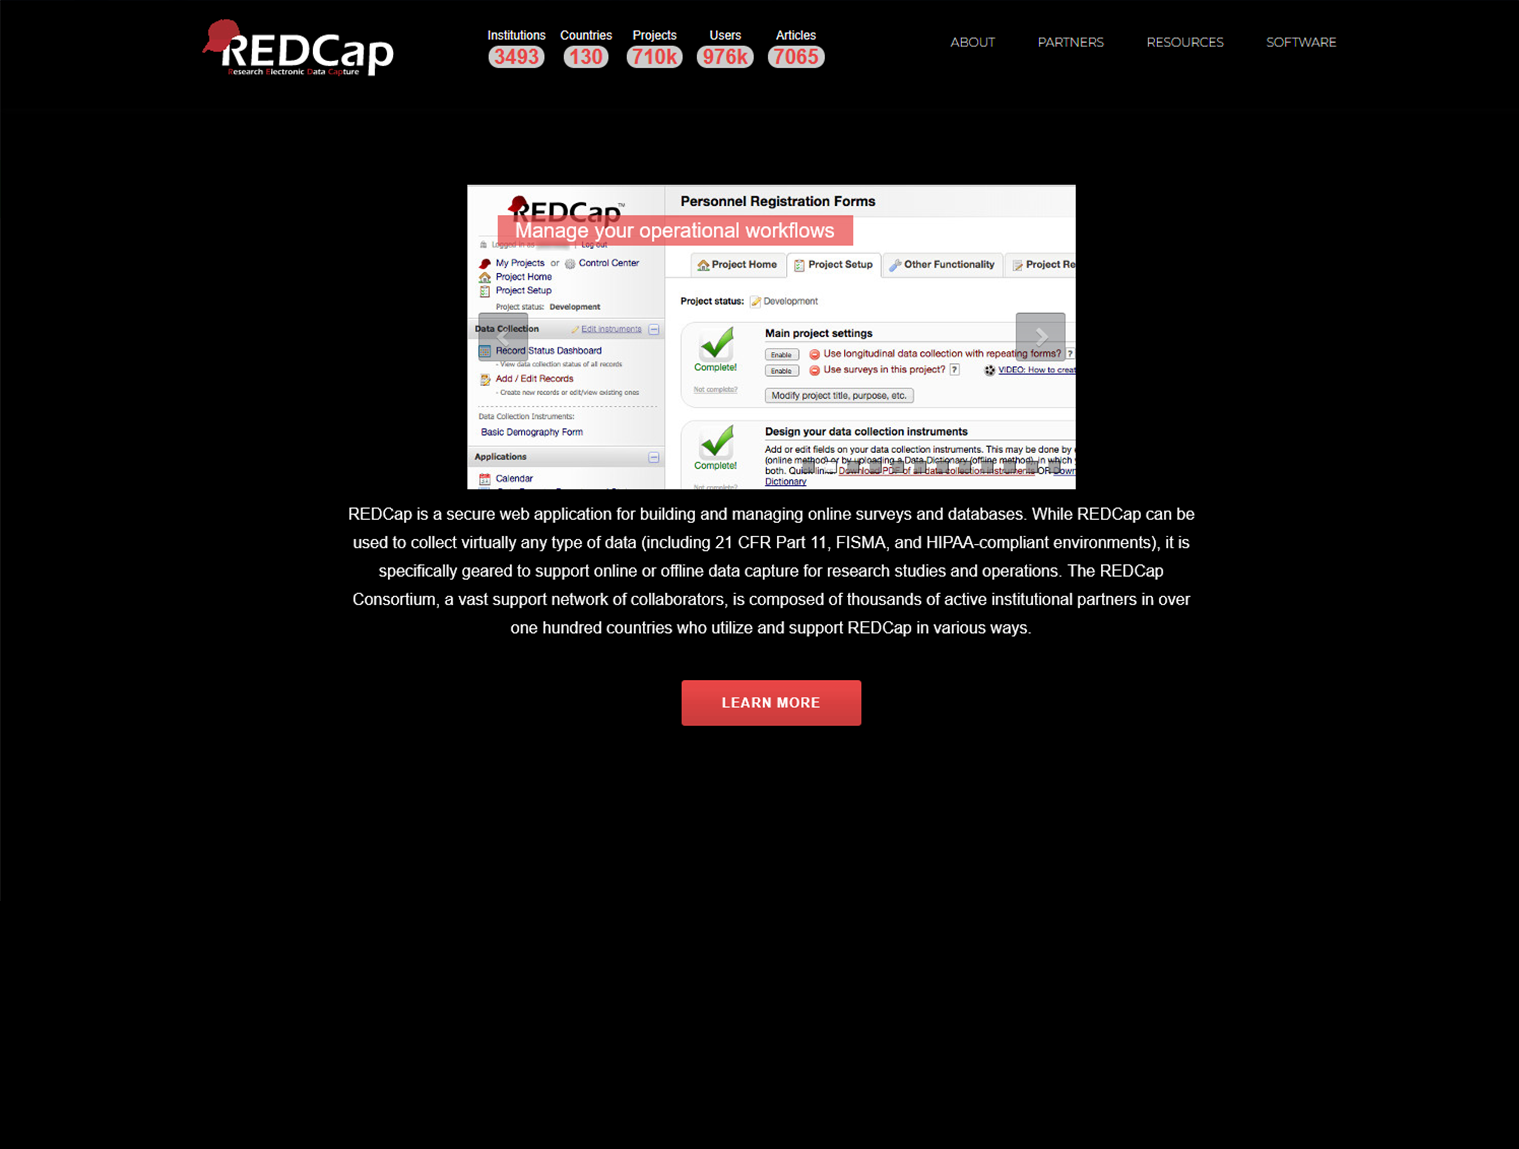 REDCap
Research Electronic Data Capture
Institutions Countries Projects Users Articles
3493 130 710k 976k 7065
ABOUT PARTNERS RESOURCES SOFTWARE
REDCap™
Manage your operational workflows
Logged in as | Log out
My Projects or Control Center
Project Home
Project Setup
Project status: Development
Data Collection Edit instruments
Record Status Dashboard
- View data collection status of all records
Add / Edit Records
- Create new records or edit/view existing ones
Data Collection Instruments:
Basic Demography Form
Applications
Calendar
Personnel Registration Forms
Project Home Project Setup Other Functionality Project Re
Project status: Development
Complete!
Not complete?
Main project settings
Enable Use longitudinal data collection with repeating forms? ?
Enable Use surveys in this project? ? VIDEO: How to creat
Modify project title, purpose, etc.
Complete!
Not complete?
Design your data collection instruments
Add or edit fields on your data collection instruments. This may be done by e
(online method) or by uploading a Data Dictionary (offline method), in which
both. Quick links: Download PDF of all data collection instruments OR Down
Dictionary
REDCap is a secure web application for building and managing online surveys and databases. While REDCap can be
used to collect virtually any type of data (including 21 CFR Part 11, FISMA, and HIPAA-compliant environments), it is
specifically geared to support online or offline data capture for research studies and operations. The REDCap
Consortium, a vast support network of collaborators, is composed of thousands of active institutional partners in over
one hundred countries who utilize and support REDCap in various ways.
LEARN MORE